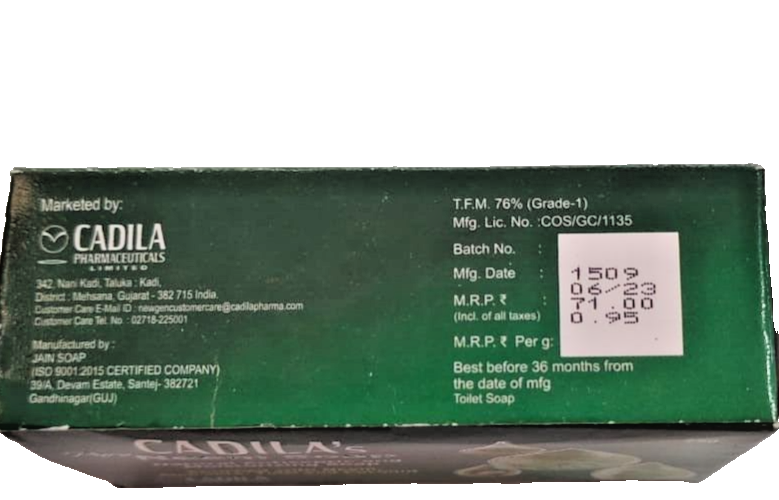 Marketed by:
CADILA
PHARMACEUTICALS
LIMITED
342, Nani Kadi, Taluka : Kadi,
District : Mehsana, Gujarat - 382 715 India.
Customer Care E-Mail ID : newgencustomercare@cadilapharma.com
Customer Care Tel. No. : 02718-225001
Manufactured by :
JAIN SOAP
(ISO 9001:2015 CERTIFIED COMPANY)
39/A, Devam Estate, Santej- 382721
Gandhinagar(GUJ)
T.F.M. 76% (Grade-1)
Mfg. Lic. No. :COS/GC/1135
Batch No. : 1509
Mfg. Date : 06/23
M.R.P. ₹ : 71.00
(Incl. of all taxes)
M.R.P. ₹ Per g: 0.95
Best before 36 months from
the date of mfg
Toilet Soap
CADILA's